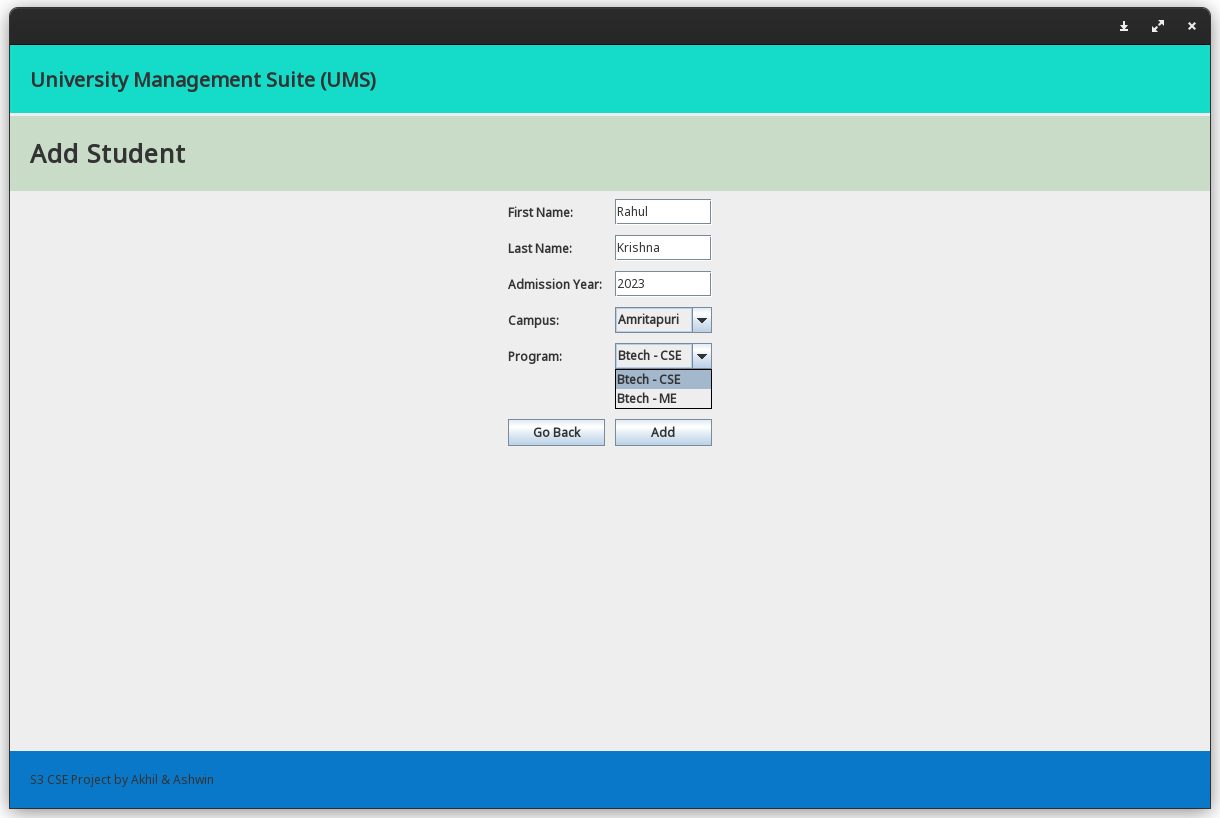 University Management Suite (UMS)
Add Student
First Name: Rahul
Last Name: Krishna
Admission Year: 2023
Campus: Amritapuri
Program: Btech - CSE
Btech - CSE
Btech - ME
Go Back Add
S3 CSE Project by Akhil & Ashwin